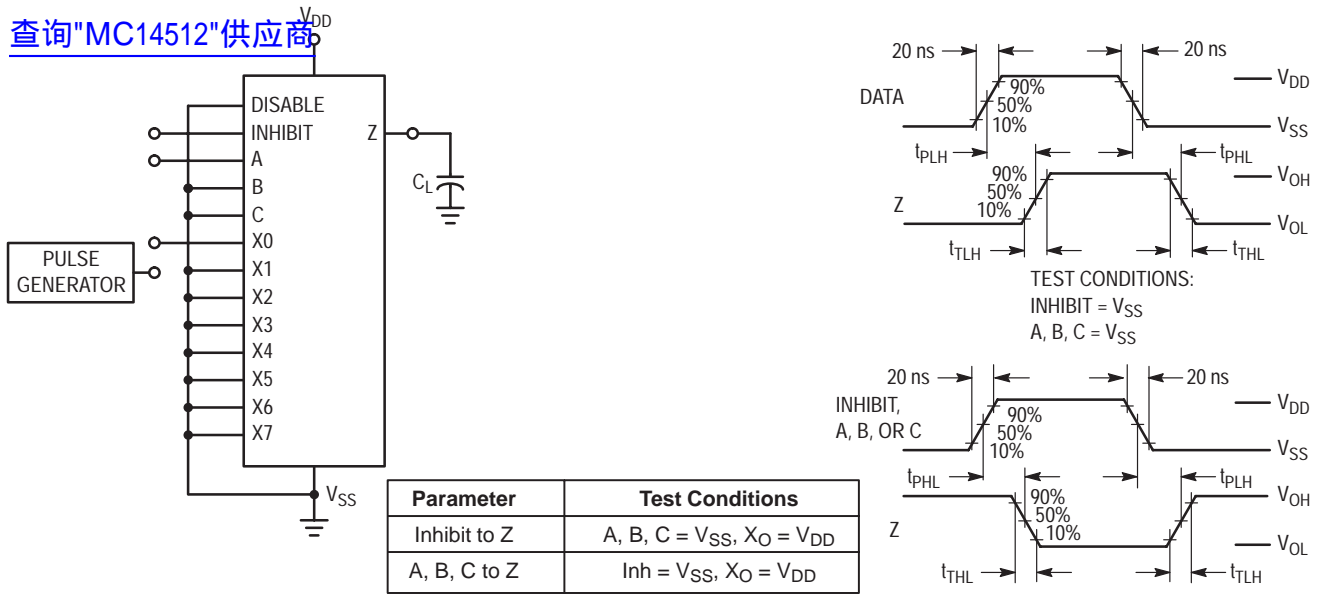 查询"MC14512"供应商
VDD
DISABLE
INHIBIT
Z
A
B
C
X0
X1
X2
X3
X4
X5
X6
X7
CL
PULSE
GENERATOR
VSS
Parameter Test Conditions
Inhibit to Z A, B, C = VSS, XO = VDD
A, B, C to Z Inh = VSS, XO = VDD
20 ns 20 ns
DATA
90%
50%
10%
VDD
VSS
tPLH tPHL
Z
90%
50%
10%
VOH
VOL
tTLH tTHL
TEST CONDITIONS:
INHIBIT = VSS
A, B, C = VSS
20 ns 20 ns
INHIBIT,
A, B, OR C
90%
50%
10%
VDD
VSS
tPHL tPLH
Z
90%
50%
10%
VOH
VOL
tTHL tTLH